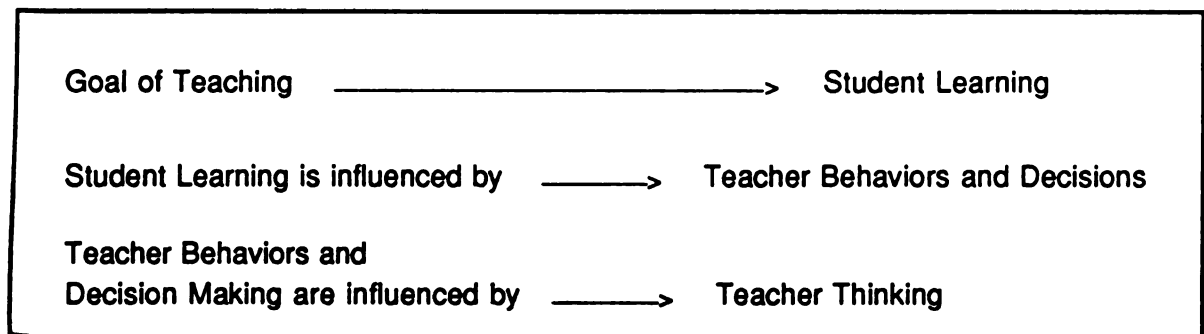 Goal of Teaching ————> Student Learning
Student Learning is influenced by ———> Teacher Behaviors and Decisions
Teacher Behaviors and
Decision Making are influenced by ———> Teacher Thinking